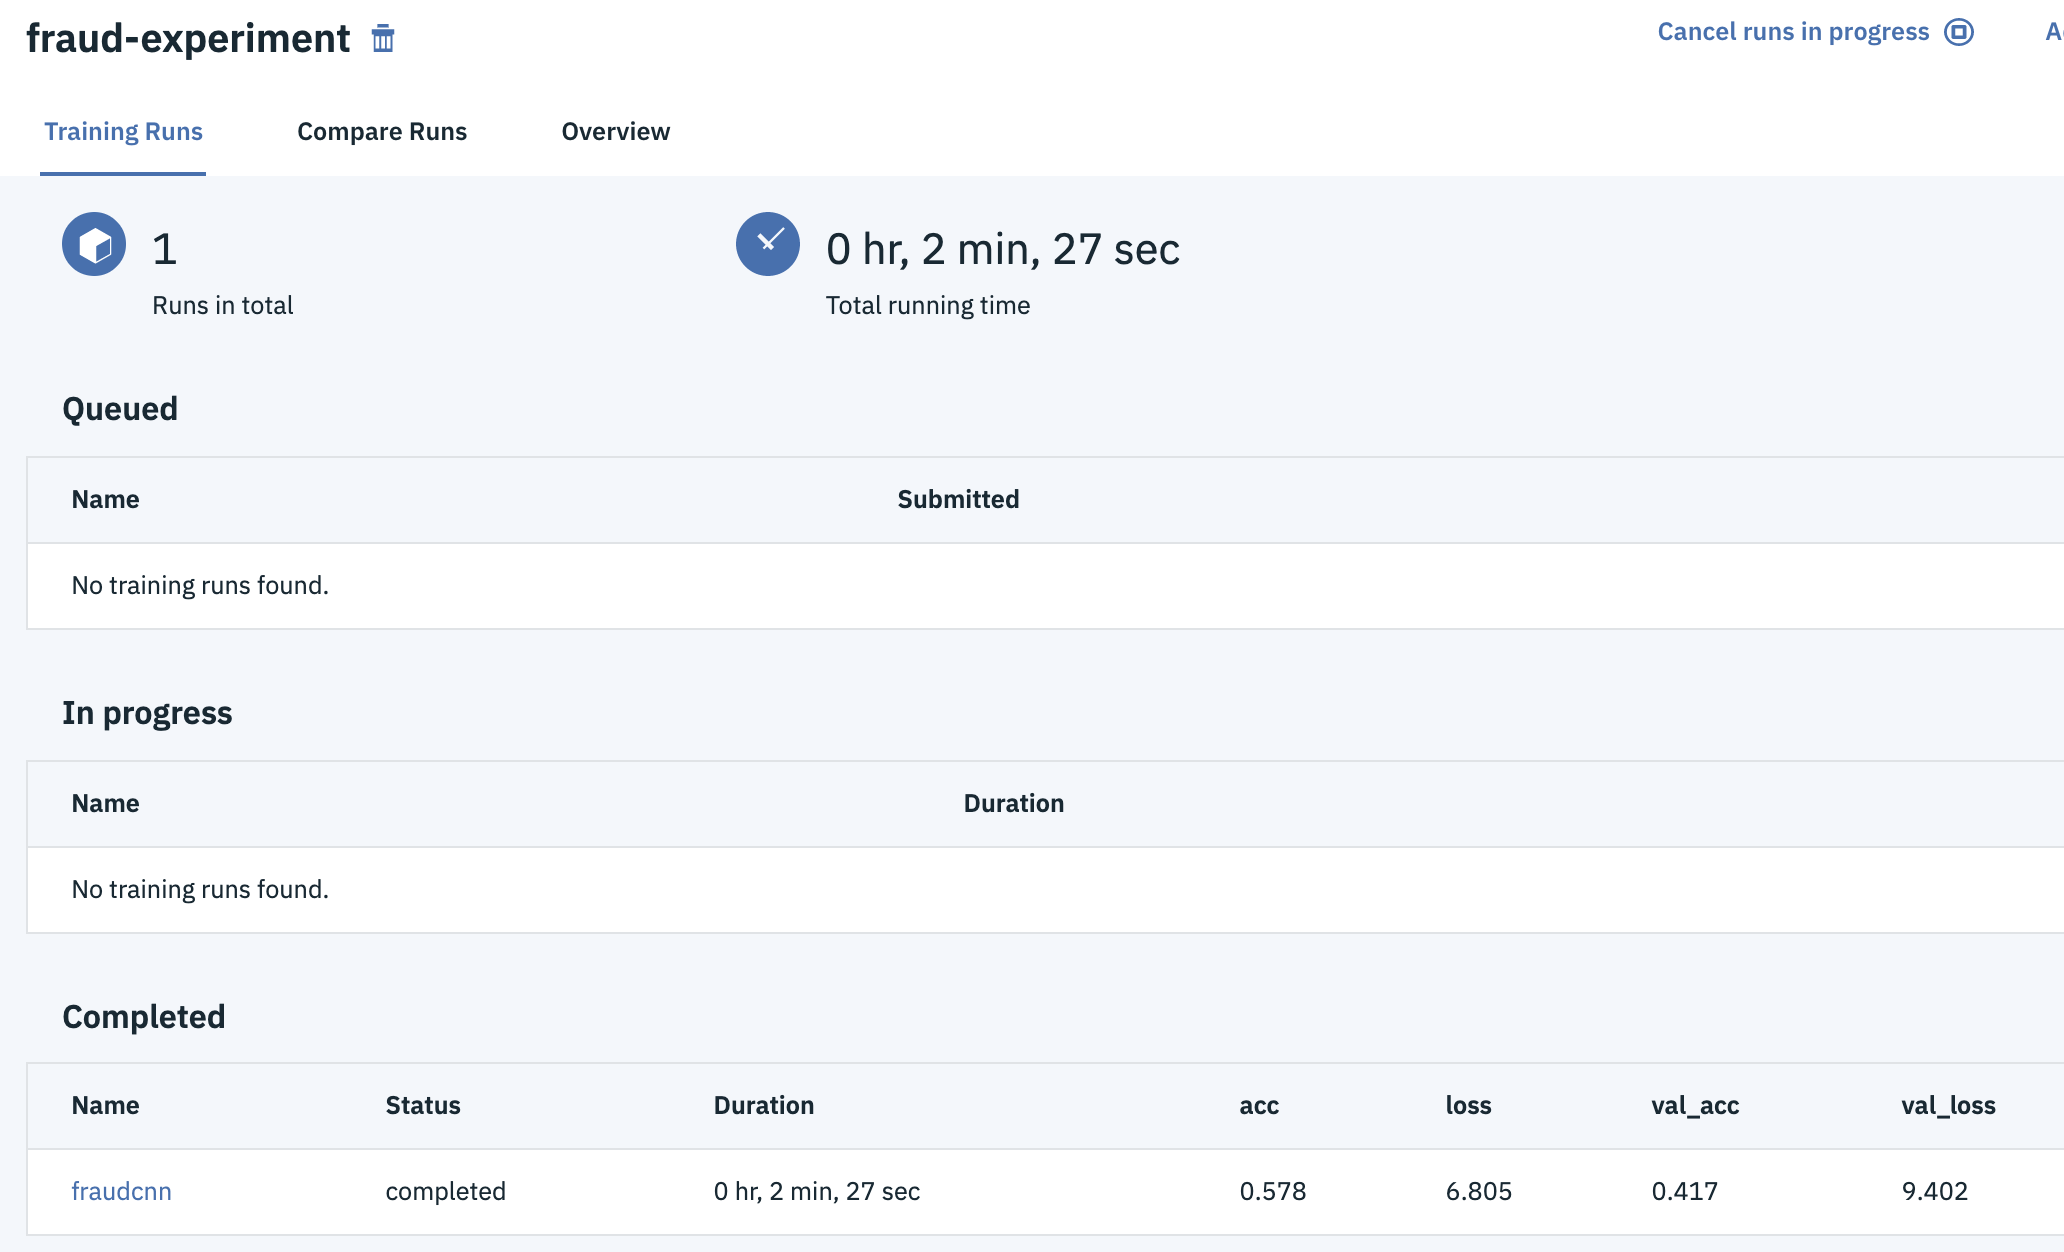 fraud-experiment
Cancel runs in progress
Training Runs Compare Runs Overview
1
Runs in total
0 hr, 2 min, 27 sec
Total running time
Queued
Name Submitted
No training runs found.
In progress
Name Duration
No training runs found.
Completed
Name Status Duration acc loss val_acc val_loss
fraudcnn completed 0 hr, 2 min, 27 sec 0.578 6.805 0.417 9.402